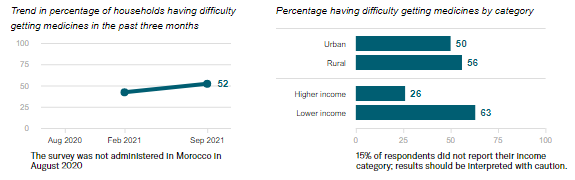 Trend in percentage of households having difficulty
getting medicines in the past three months
100
75
50
25
0
52
Aug 2020 Feb 2021 Sep 2021
The survey was not administered in Morocco in
August 2020
Percentage having difficulty getting medicines by category
Urban 50
Rural 56
Higher income 26
Lower income 63
0 25 50 75 100
15% of respondents did not report their income
category; results should be interpreted with caution.